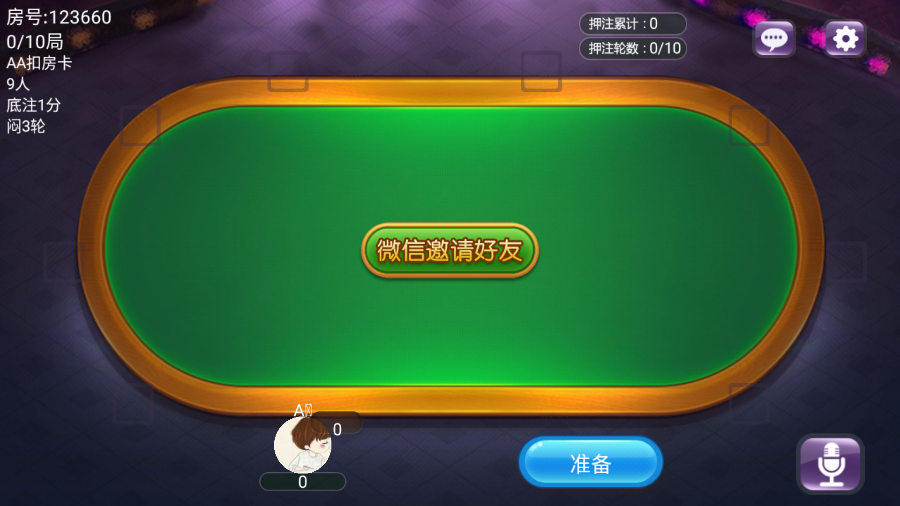 房号:123660
0/10局
AA扣房卡
9人
底注1分
闷3轮
押注累计：0
押注轮数：0/10
微信邀请好友
A
0
0
准备